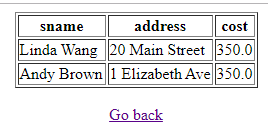 sname address cost
Linda Wang 20 Main Street 350.0
Andy Brown 1 Elizabeth Ave 350.0
Go back